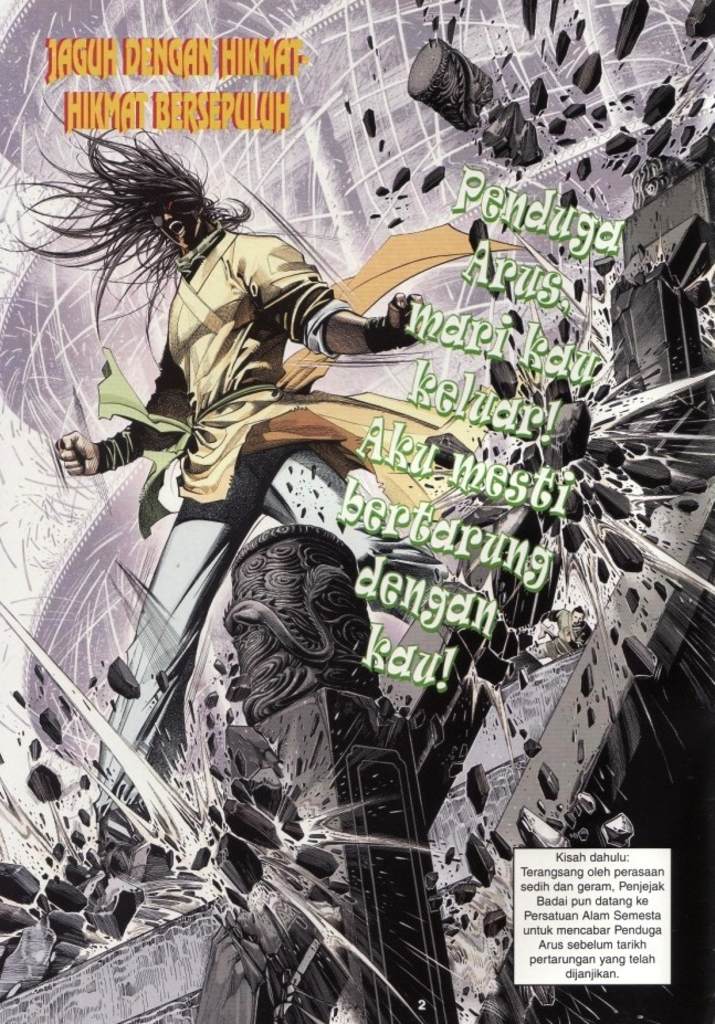 JAGUH DENGAN HIKMAT-
HIKMAT BERSEPULUH
Penduga
Arus,
mari kau
keluar!
Aku mesti
bertarung
dengan
kau!
Kisah dahulu:
Terangsang oleh perasaan
sedih dan geram, Penjejak
Badai pun datang ke
Persatuan Alam Semesta
untuk mencabar Penduga
Arus sebelum tarikh
pertarungan yang telah
dijanjikan.
2